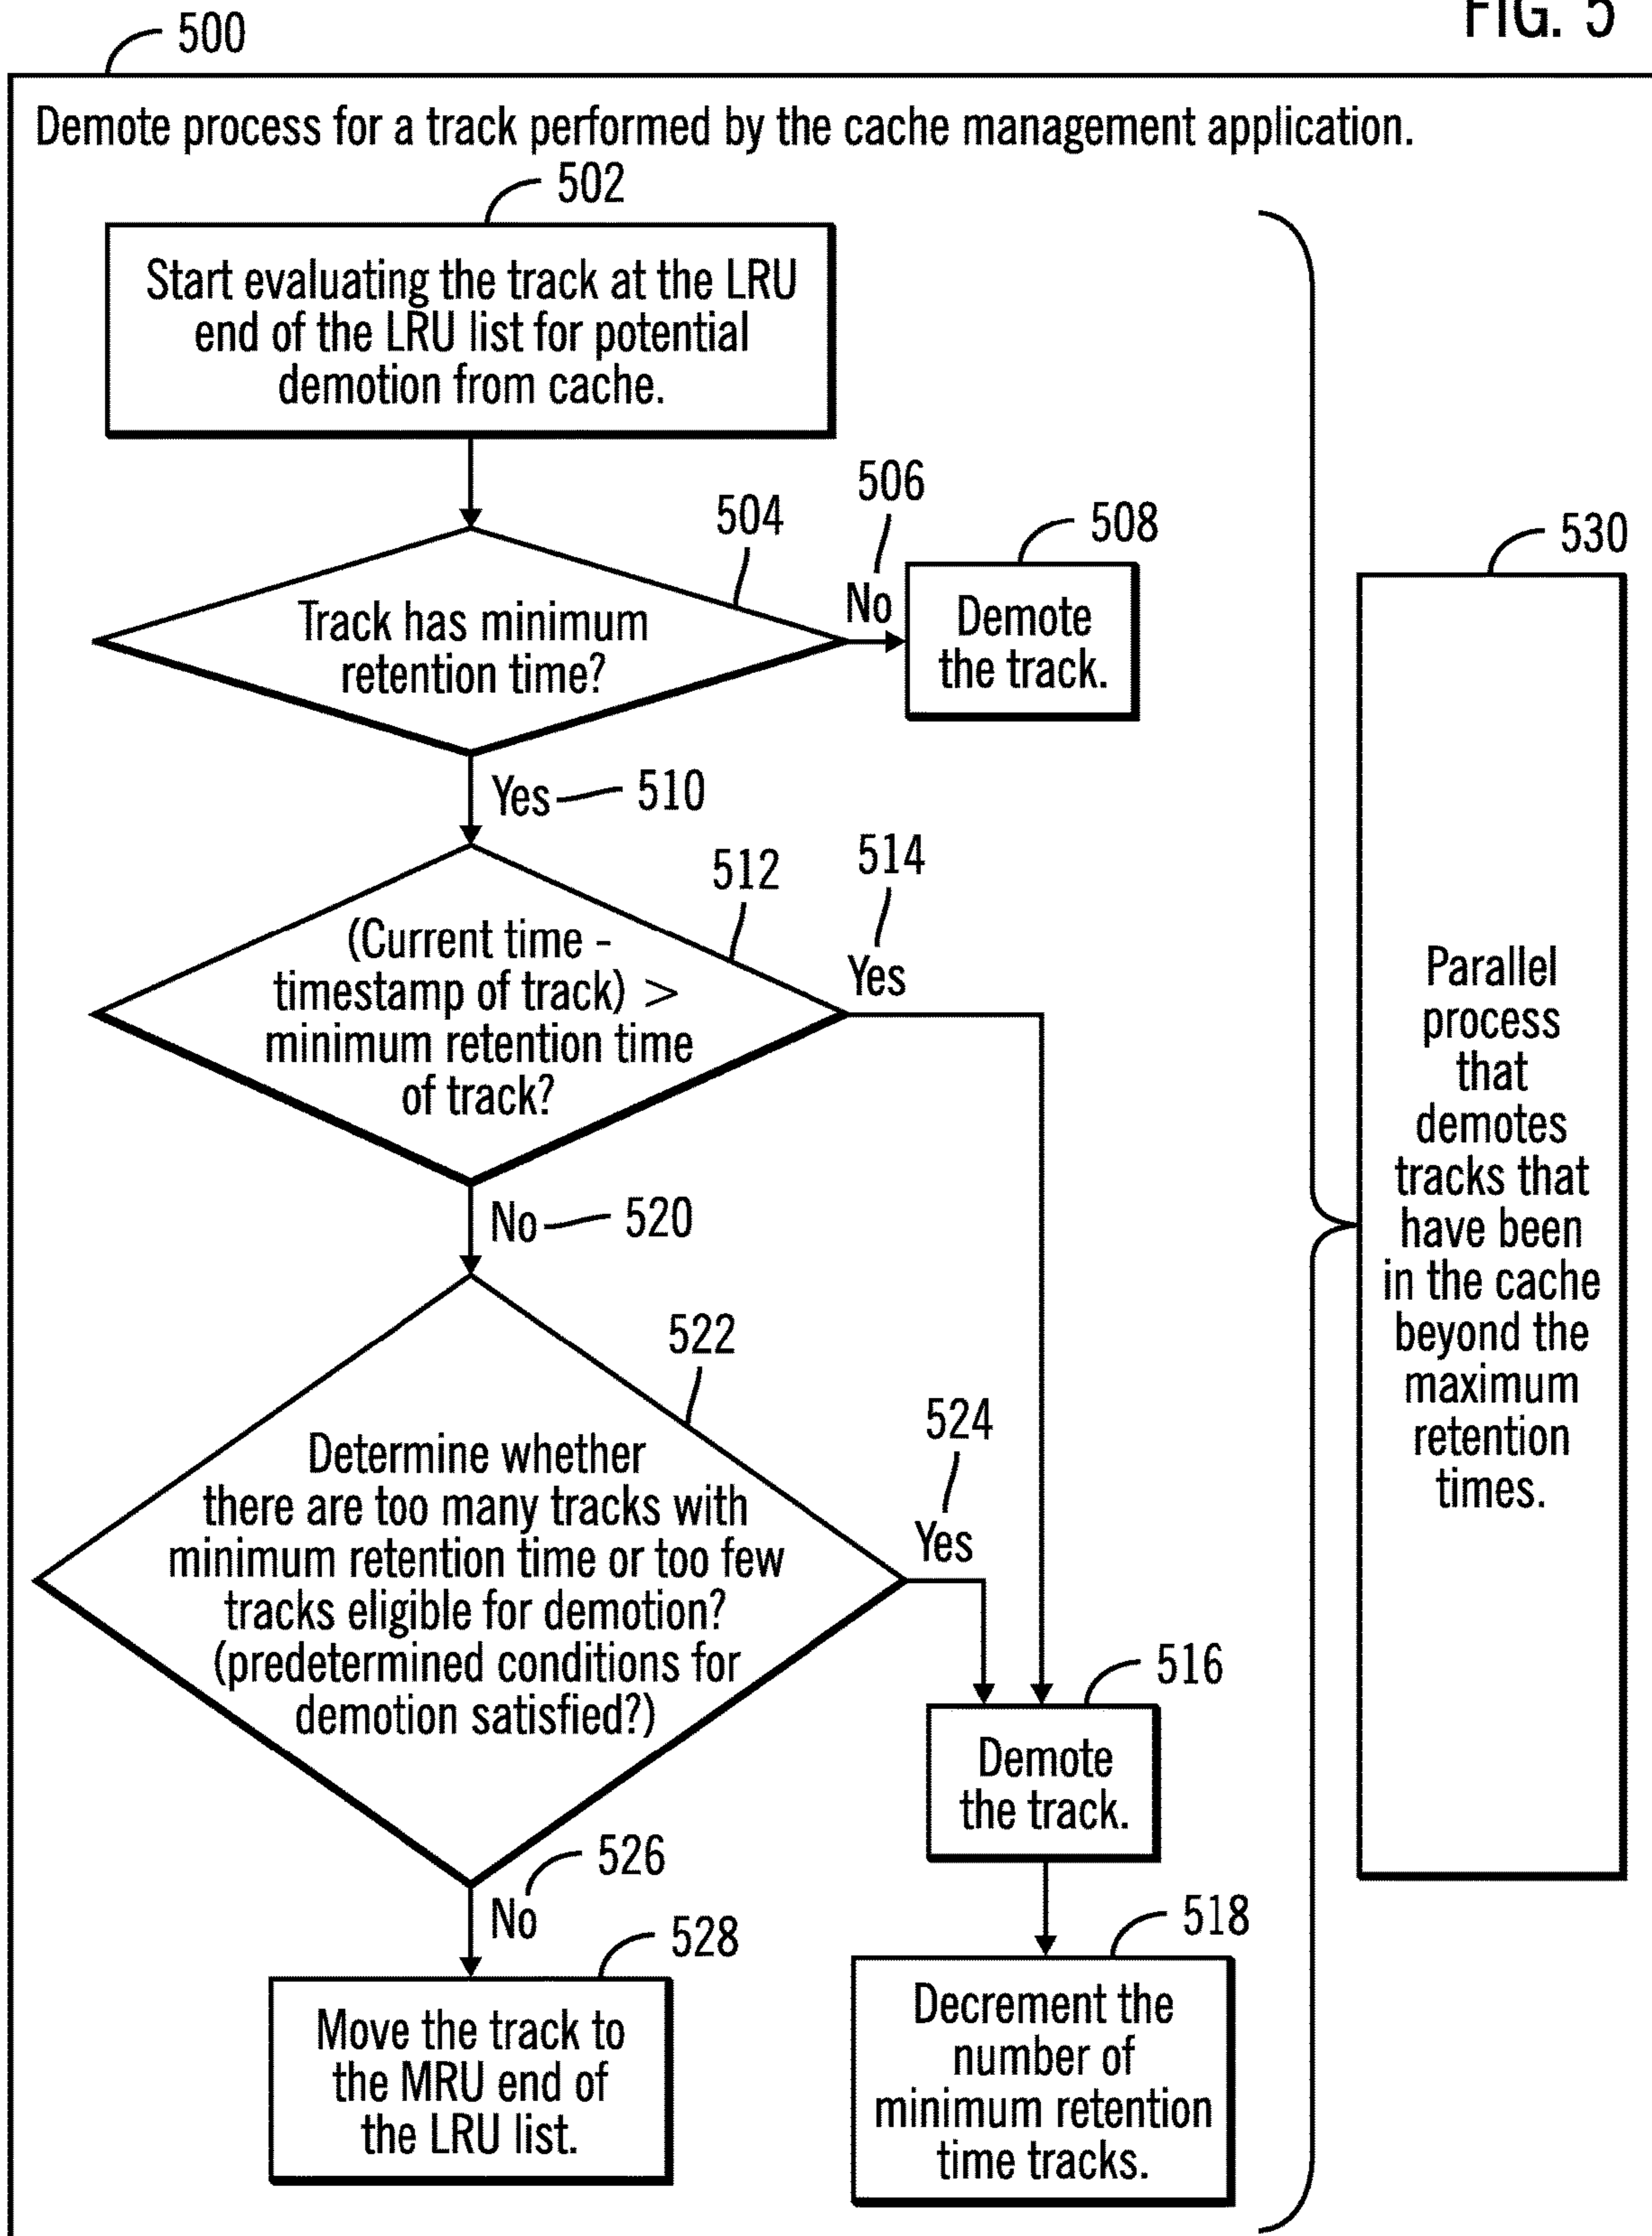 FIG. 5
500
Demote process for a track performed by the cache management application.
502
Start evaluating the track at the LRU
end of the LRU list for potential
demotion from cache.
504
506
508
530
Track has minimum
retention time?
No
Demote
the track.
Yes
510
512
514
(Current time -
timestamp of track) >
minimum retention time
of track?
Yes
No
520
522
524
Determine whether
there are too many tracks with
minimum retention time or too few
tracks eligible for demotion?
(predetermined conditions for
demotion satisfied?)
Yes
516
Demote
the track.
526
No
528
518
Move the track to
the MRU end of
the LRU list.
Decrement the
number of
minimum retention
time tracks.
Parallel
process
that
demotes
tracks that
have been
in the cache
beyond the
maximum
retention
times.